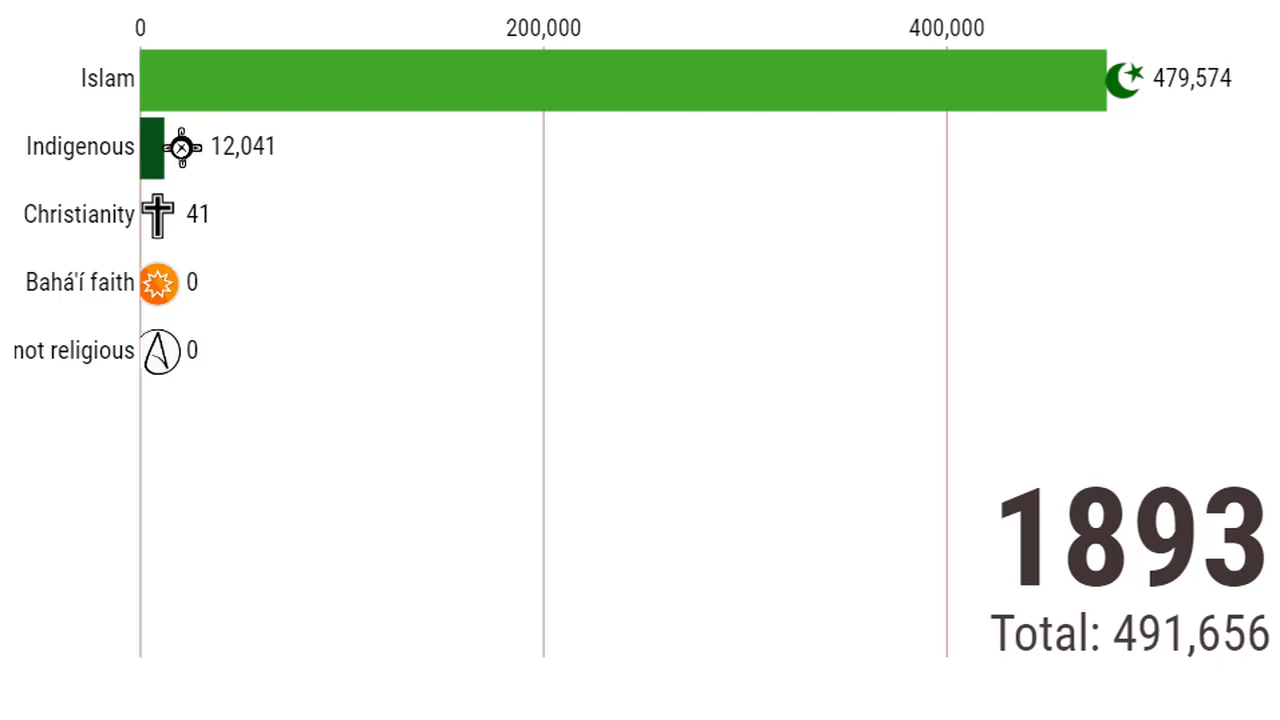 0 200,000 400,000
Islam 479,574
Indigenous 12,041
Christianity 41
Bahá'í faith 0
not religious 0
1893
Total: 491,656